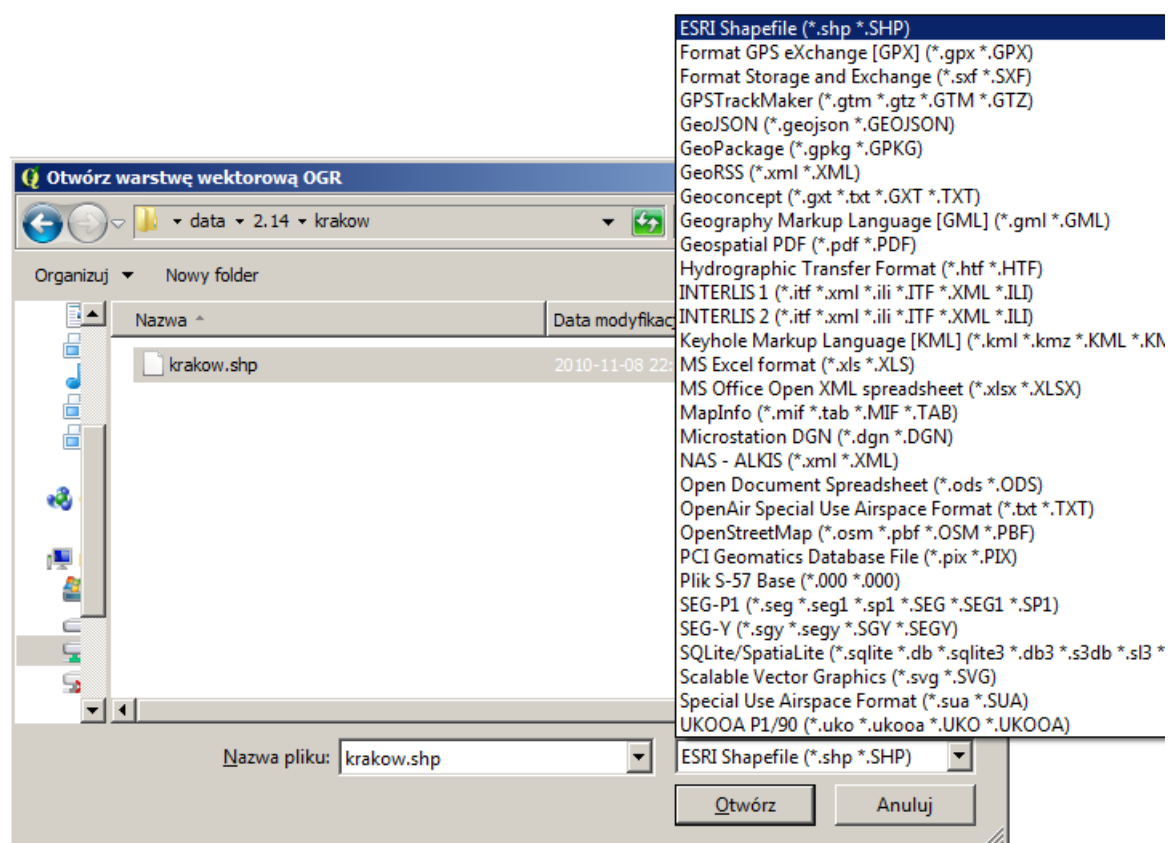 ESRI Shapefile (*.shp *.SHP)
Format GPS eXchange [GPX] (*.gpx *.GPX)
Format Storage and Exchange (*.sxf *.SXF)
GPSTrackMaker (*.gtm *.gtz *.GTM *.GTZ)
GeoJSON (*.geojson *.GEOJSON)
GeoPackage (*.gpkg *.GPKG)
GeoRSS (*.xml *.XML)
Geoconcept (*.gxt *.txt *.GXT *.TXT)
Geography Markup Language [GML] (*.gml *.GML)
Geospatial PDF (*.pdf *.PDF)
Hydrographic Transfer Format (*.htf *.HTF)
INTERLIS 1 (*.itf *.xml *.ili *.ITF *.XML *.ILI)
INTERLIS 2 (*.itf *.xml *.ili *.ITF *.XML *.ILI)
Keyhole Markup Language [KML] (*.kml *.kmz *.KML *.KM
MS Excel format (*.xls *.XLS)
MS Office Open XML spreadsheet (*.xlsx *.XLSX)
MapInfo (*.mif *.tab *.MIF *.TAB)
Microstation DGN (*.dgn *.DGN)
NAS - ALKIS (*.xml *.XML)
Open Document Spreadsheet (*.ods *.ODS)
OpenAir Special Use Airspace Format (*.txt *.TXT)
OpenStreetMap (*.osm *.pbf *.OSM *.PBF)
PCI Geomatics Database File (*.pix *.PIX)
Plik S-57 Base (*.000 *.000)
SEG-P1 (*.seg *.seg1 *.sp1 *.SEG *.SEG1 *.SP1)
SEG-Y (*.sgy *.segy *.SGY *.SEGY)
SQLite/SpatiaLite (*.sqlite *.db *.sqlite3 *.db3 *.s3db *.sl3 *
Scalable Vector Graphics (*.svg *.SVG)
Special Use Airspace Format (*.sua *.SUA)
UKOOA P1/90 (*.uko *.ukooa *.UKO *.UKOOA)
Otwórz warstwę wektorową OGR
data 2.14 krakow
Organizuj Nowy folder
Nazwa Data modyfikac
krakow.shp 2010-11-08 22:
Nazwa pliku: krakow.shp ESRI Shapefile (*.shp *.SHP)
Otwórz Anuluj